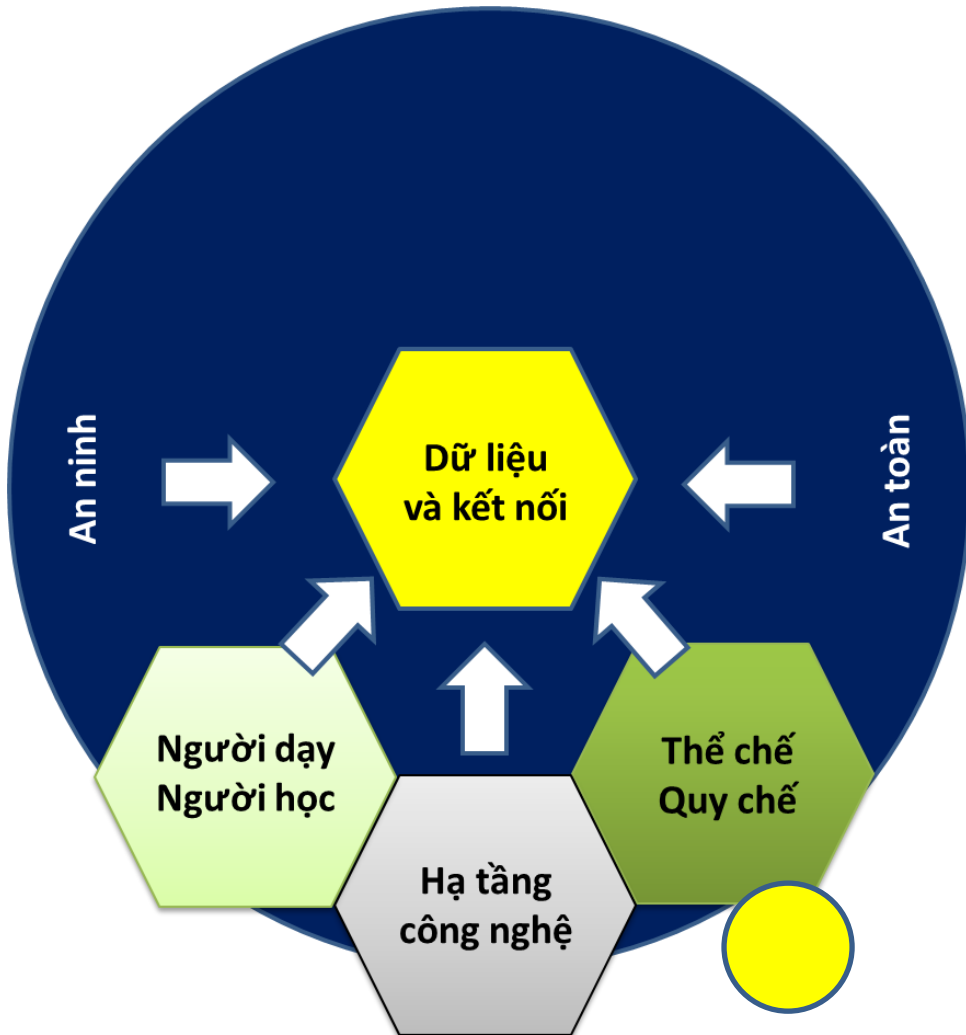 Dữ liệu
và kết nối
An ninh
An toàn
Người dạy
Người học
Thể chế
Quy chế
Hạ tầng
công nghệ